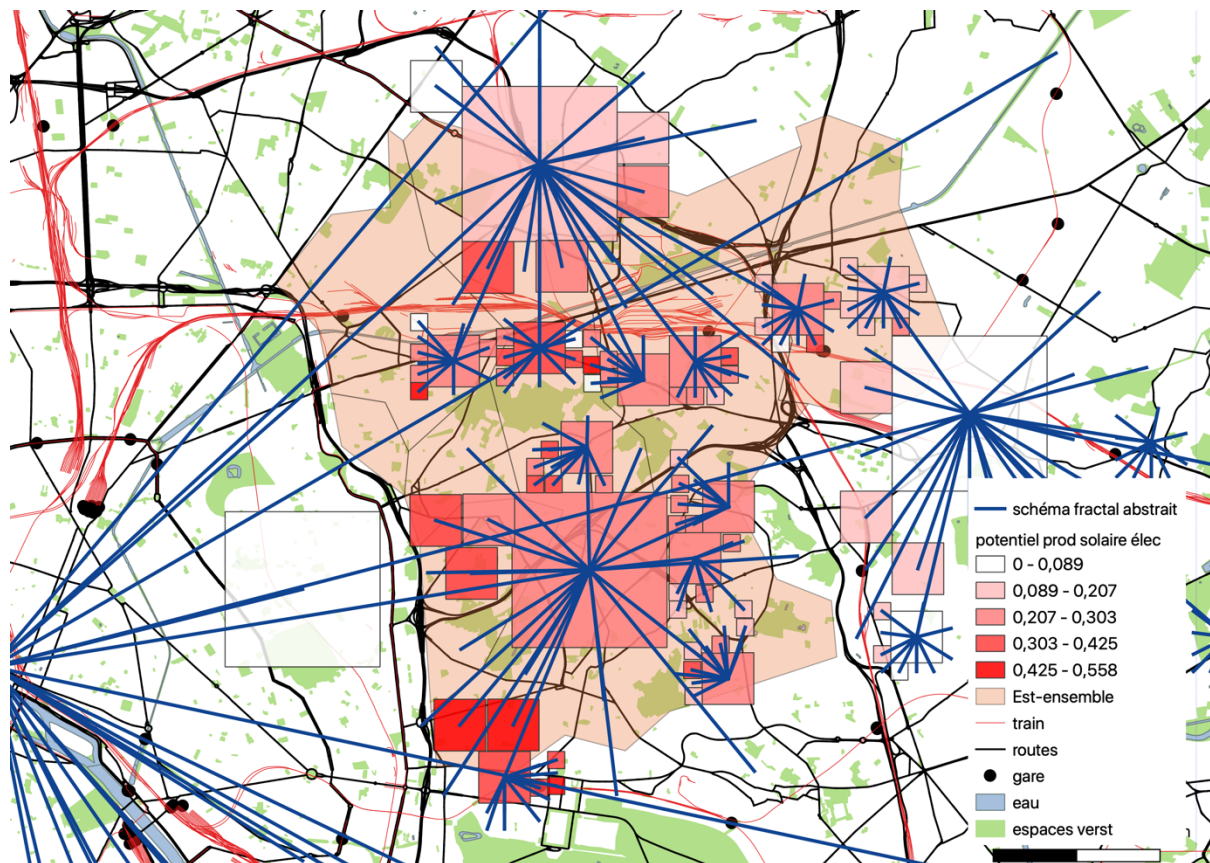 schéma fractal abstrait
potentiel prod solaire élec
0 - 0,089
0,089 - 0,207
0,207 - 0,303
0,303 - 0,425
0,425 - 0,558
Est-ensemble
train
routes
gare
eau
espaces verst